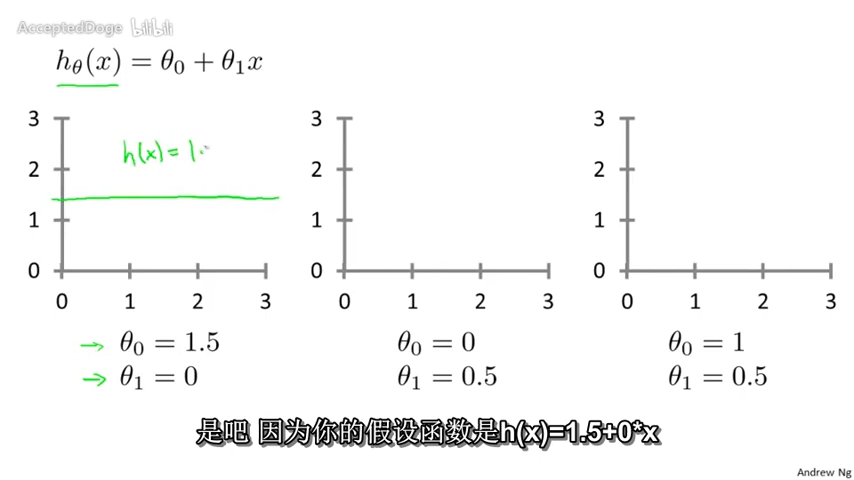 AcceptedDoge bilibili
hθ(x) = θ0 + θ1x
3
2
1
0
0 1 2 3
h(x) = 1.
θ0 = 1.5
θ1 = 0
3
2
1
0
0 1 2 3
θ0 = 0
θ1 = 0.5
3
2
1
0
0 1 2 3
θ0 = 1
θ1 = 0.5
是吧 因为你的假设函数是h(x)=1.5+0*x
Andrew Ng